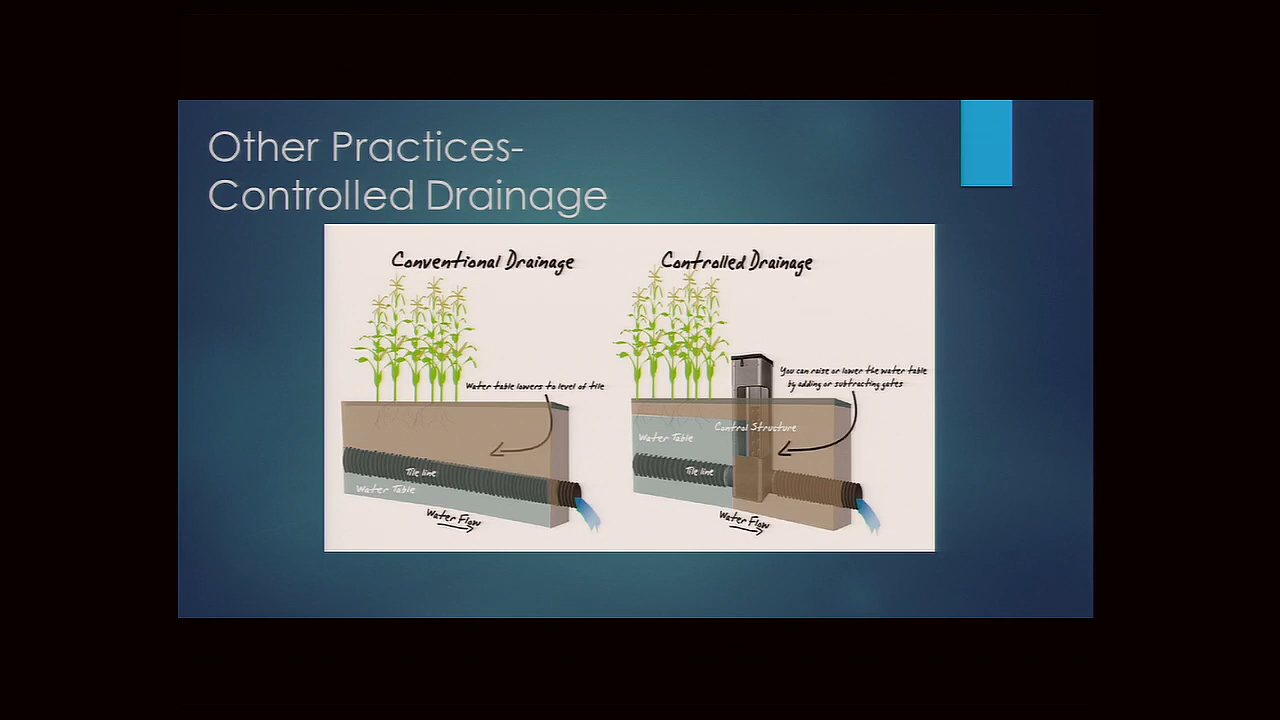 Other Practices-
Controlled Drainage
Conventional Drainage
Water table lowers to level of tile
Tile line
Water Table
Water Flow
Controlled Drainage
You can raise or lower the water table
by adding or subtracting gates
Control Structure
Water Table
Tile line
Water Flow